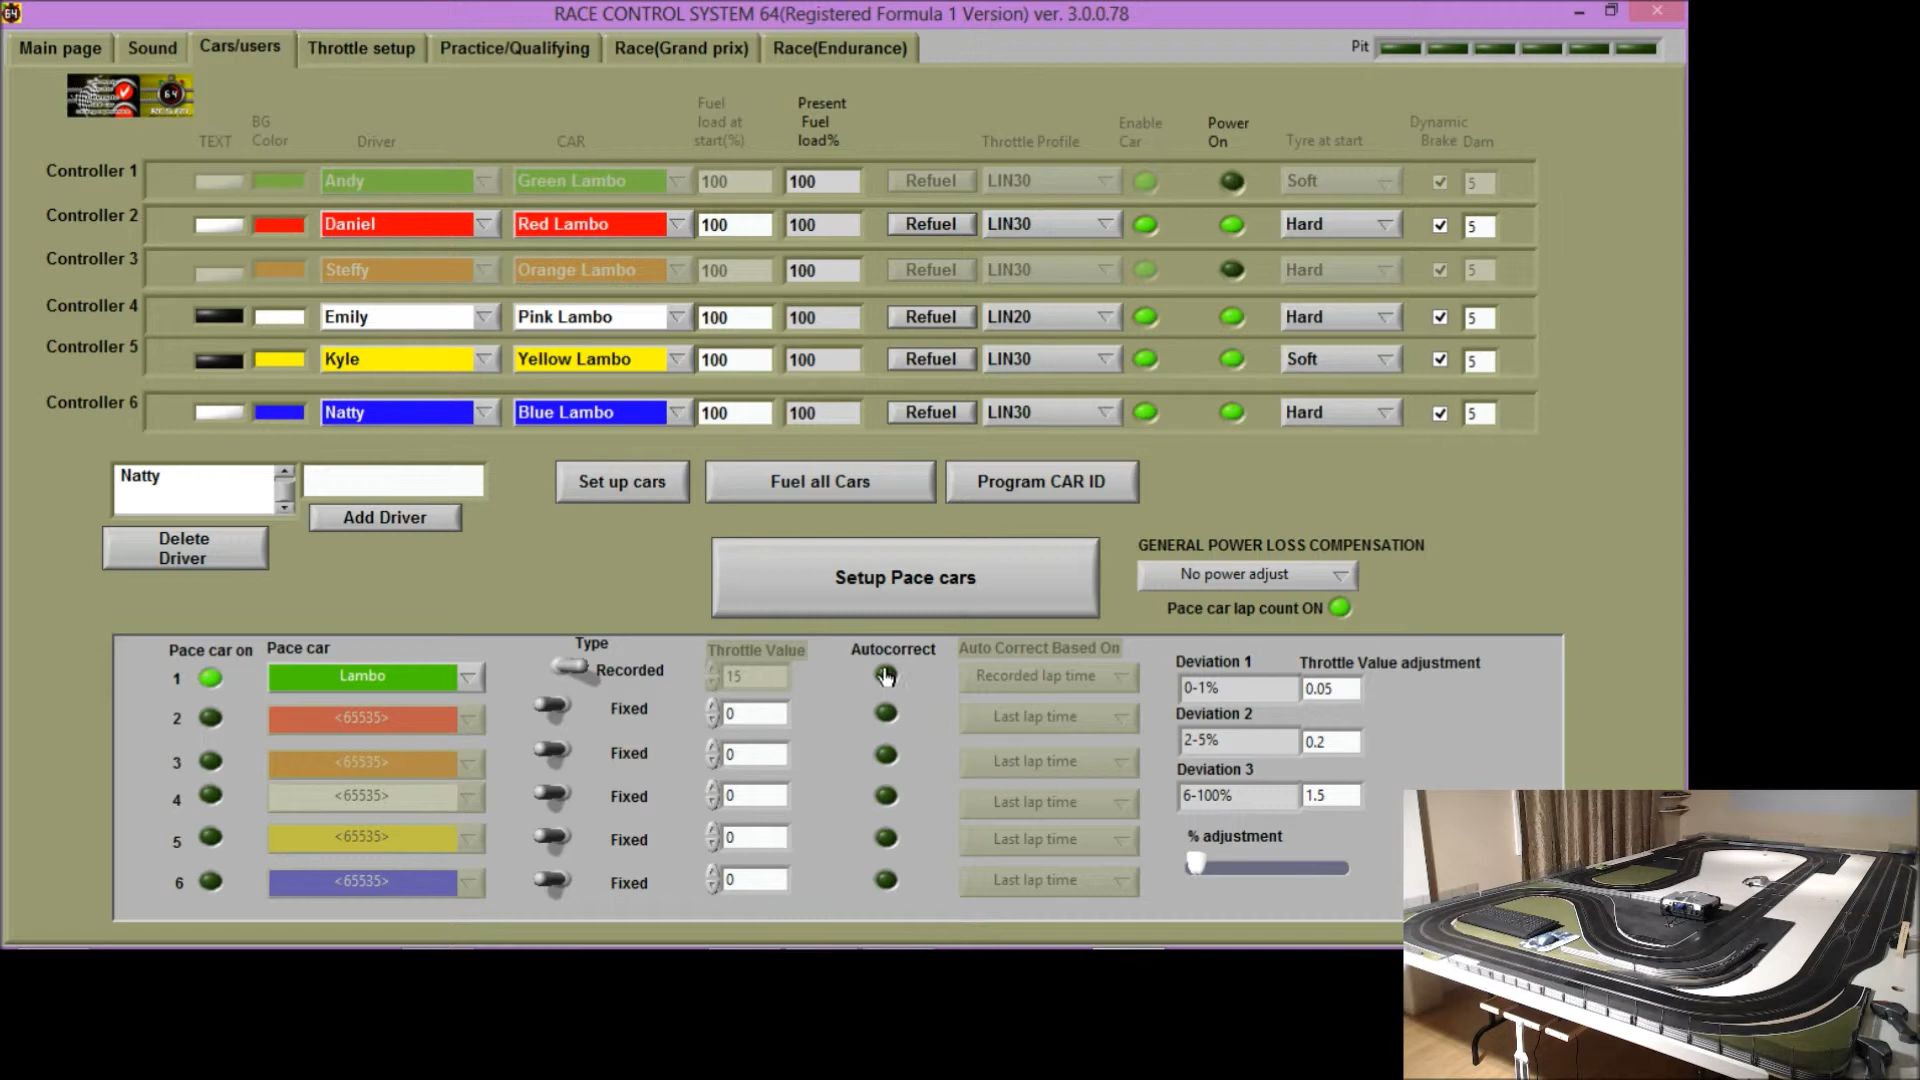 RACE CONTROL SYSTEM 64(Registered Formula 1 Version) ver. 3.0.0.78
Main page Sound Cars/users Throttle setup Practice/Qualifying Race(Grand prix) Race(Endurance) Pit
64
TEXT BG Color Driver CAR Fuel load at start(%) Present Fuel load% Throttle Profile Enable Car Power On Tyre at start Dynamic Brake Dam
Controller 1 Andy Green Lambo 100 100 Refuel LIN30 Soft 5
Controller 2 Daniel Red Lambo 100 100 Refuel LIN30 Hard 5
Controller 3 Steffy Orange Lambo 100 100 Refuel LIN30 Hard 5
Controller 4 Emily Pink Lambo 100 100 Refuel LIN20 Hard 5
Controller 5 Kyle Yellow Lambo 100 100 Refuel LIN30 Soft 5
Controller 6 Natty Blue Lambo 100 100 Refuel LIN30 Hard 5
Natty
Set up cars Fuel all Cars Program CAR ID
Add Driver
Delete Driver
Setup Pace cars
GENERAL POWER LOSS COMPENSATION
No power adjust
Pace car lap count ON
Pace car on Pace car Type Throttle Value Autocorrect Auto Correct Based On
1 Lambo Recorded 15 Recorded lap time
2 <65535> Fixed 0 Last lap time
3 <65535> Fixed 0 Last lap time
4 <65535> Fixed 0 Last lap time
5 <65535> Fixed 0 Last lap time
6 <65535> Fixed 0 Last lap time
Deviation 1 Throttle Value adjustment
0-1% 0.05
Deviation 2
2-5% 0.2
Deviation 3
6-100% 1.5
% adjustment